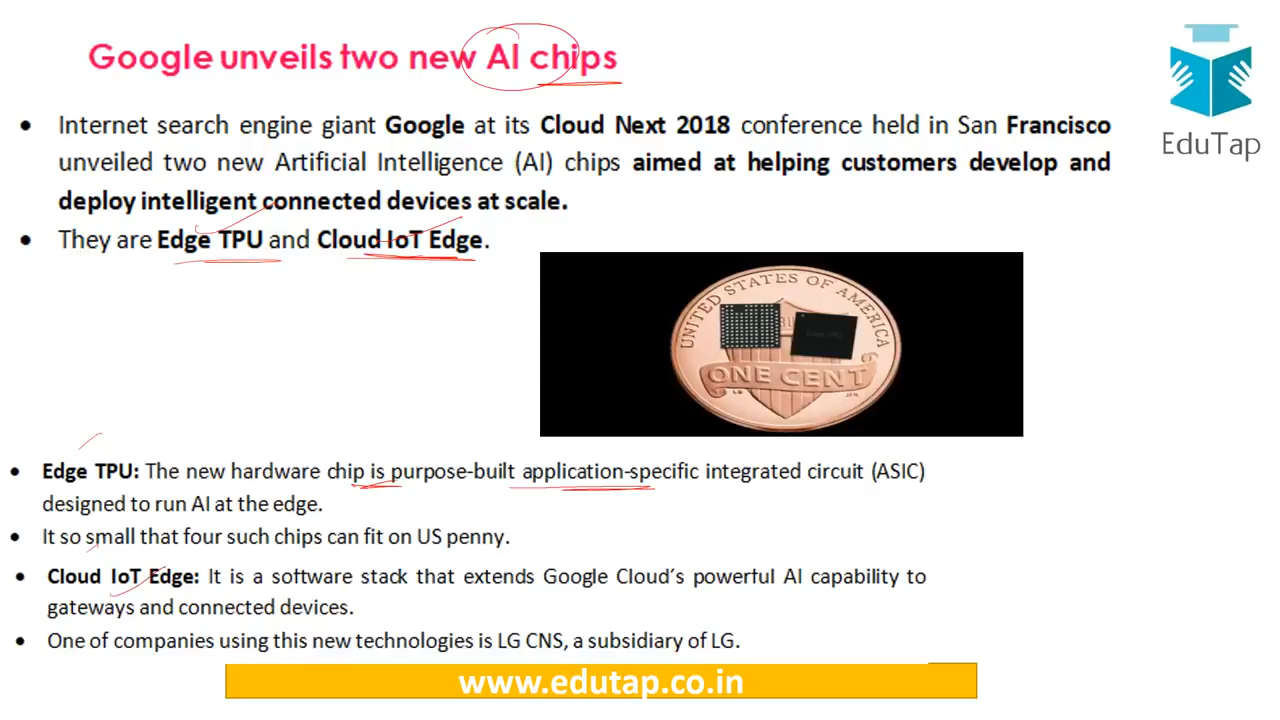 Google unveils two new AI chips
EduTap
• Internet search engine giant Google at its Cloud Next 2018 conference held in San Francisco
unveiled two new Artificial Intelligence (AI) chips aimed at helping customers develop and
deploy intelligent connected devices at scale.
• They are Edge TPU and Cloud IoT Edge.
UNITED STATES OF AMERICA
ONE CENT
• Edge TPU: The new hardware chip is purpose-built application-specific integrated circuit (ASIC)
designed to run AI at the edge.
• It so small that four such chips can fit on US penny.
• Cloud IoT Edge: It is a software stack that extends Google Cloud's powerful AI capability to
gateways and connected devices.
• One of companies using this new technologies is LG CNS, a subsidiary of LG.
www.edutap.co.in